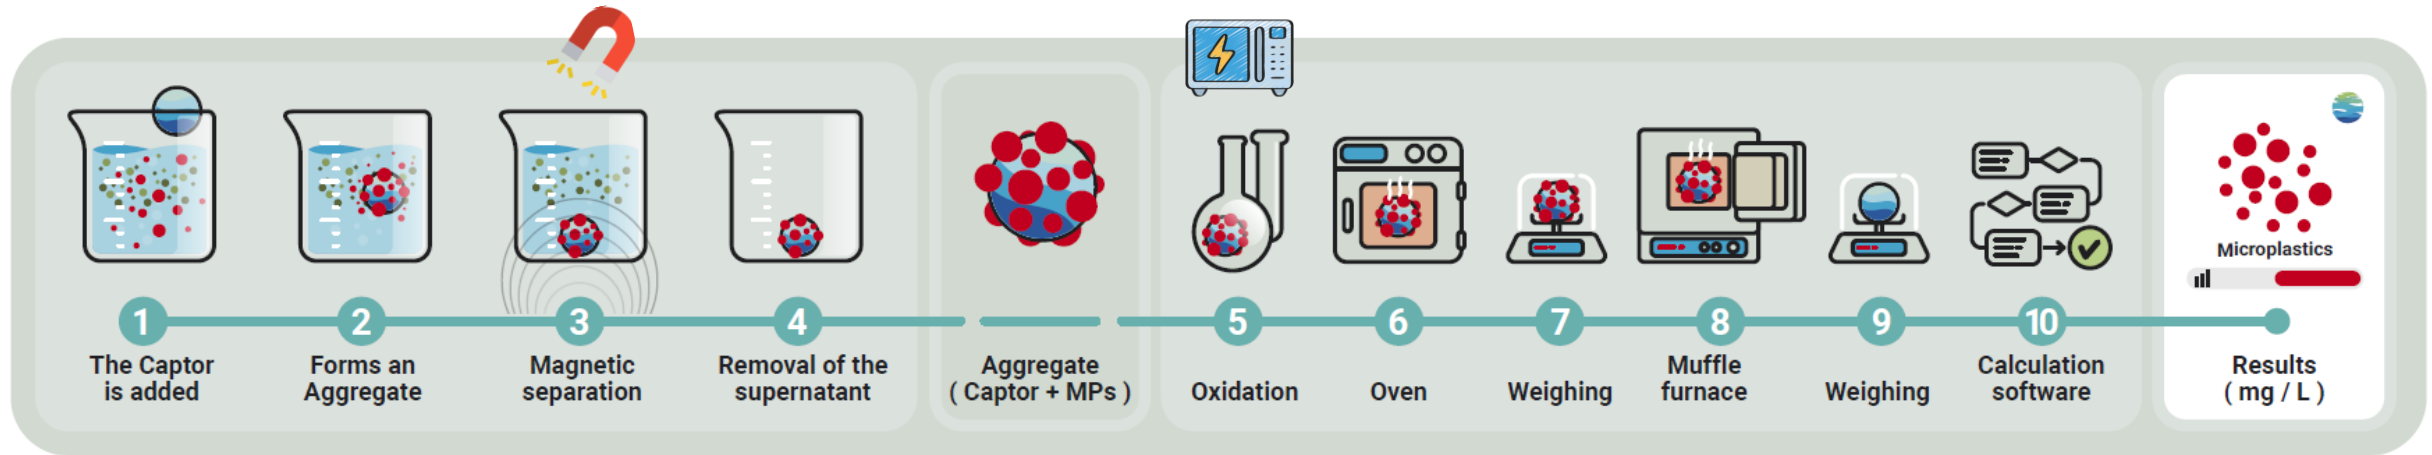 1
The Captor
is added
2
Forms an
Aggregate
3
Magnetic
separation
4
Removal of the
supernatant
Aggregate
( Captor + MPs )
5
Oxidation
6
Oven
7
Weighing
8
Muffle
furnace
9
Weighing
10
Calculation
software
Microplastics
Results
( mg / L )